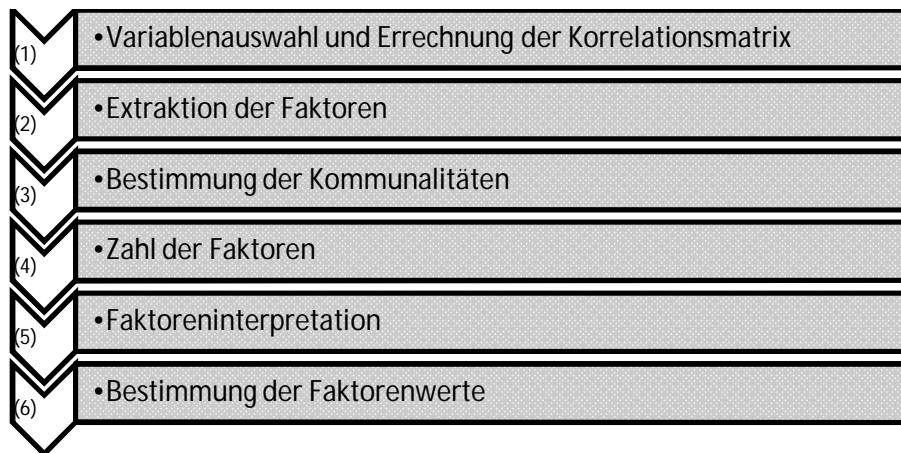 (1) •Variablenauswahl und Errechnung der Korrelationsmatrix
(2) •Extraktion der Faktoren
(3) •Bestimmung der Kommunalitäten
(4) •Zahl der Faktoren
(5) •Faktoreninterpretation
(6) •Bestimmung der Faktorenwerte